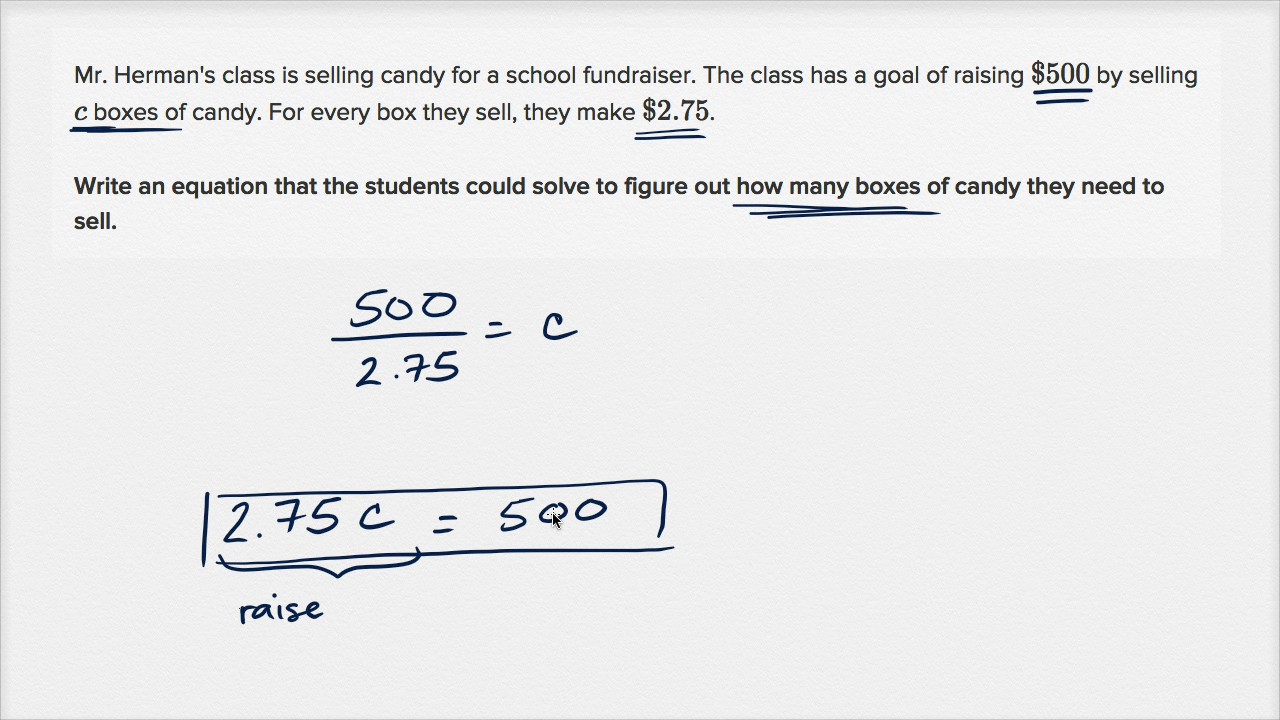 Mr. Herman's class is selling candy for a school fundraiser. The class has a goal of raising $500 by selling
c boxes of candy. For every box they sell, they make $2.75.
Write an equation that the students could solve to figure out how many boxes of candy they need to
sell.
500
2.75
= c
2.75 c = 500
raise